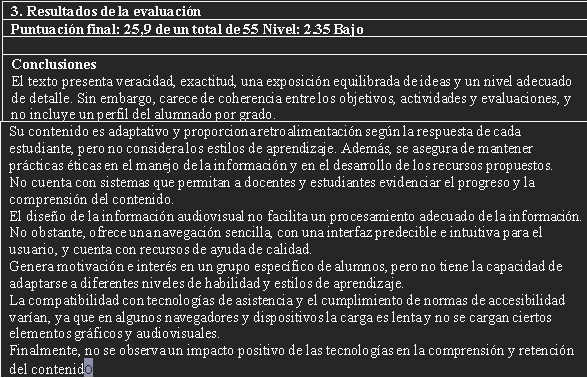 3. Resultados de la evaluación
Puntuación final: 25,9 de un total de 55 Nivel: 2.35 Bajo
Conclusiones
El texto presenta veracidad, exactitud, una exposición equilibrada de ideas y un nivel adecuado
de detalle. Sin embargo, carece de coherencia entre los objetivos, actividades y evaluaciones, y
no incluye un perfil del alumnado por grado.
Su contenido es adaptativo y proporciona retroalimentación según la respuesta de cada
estudiante, pero no considera los estilos de aprendizaje. Además, se asegura de mantener
prácticas éticas en el manejo de la información y en el desarrollo de los recursos propuestos.
No cuenta con sistemas que permitan a docentes y estudiantes evidenciar el progreso y la
comprensión del contenido.
El diseño de la información audiovisual no facilita un procesamiento adecuado de la información.
No obstante, ofrece una navegación sencilla, con una interfaz predecible e intuitiva para el
usuario, y cuenta con recursos de ayuda de calidad.
Genera motivación e interés en un grupo específico de alumnos, pero no tiene la capacidad de
adaptarse a diferentes niveles de habilidad y estilos de aprendizaje.
La compatibilidad con tecnologías de asistencia y el cumplimiento de normas de accesibilidad
varían, ya que en algunos navegadores y dispositivos la carga es lenta y no se cargan ciertos
elementos gráficos y audiovisuales.
Finalmente, no se observa un impacto positivo de las tecnologías en la comprensión y retención
del contenido